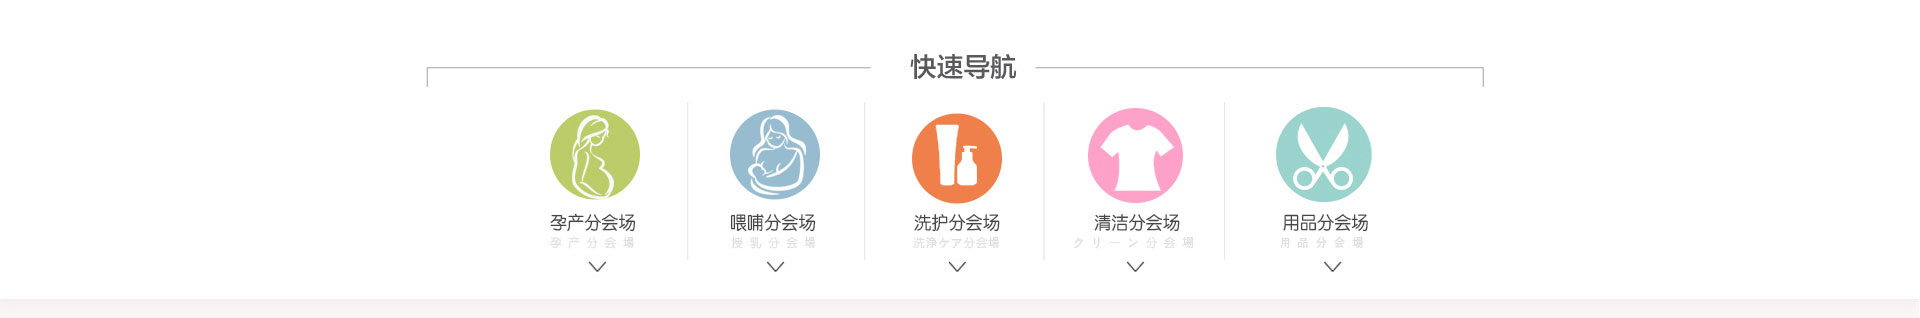 快速导航
孕产分会场
孕产分会場
喂哺分会场
授乳分会場
洗护分会场
洗浄ケア分会場
清洁分会场
クリーン分会場
用品分会场
用品分会場